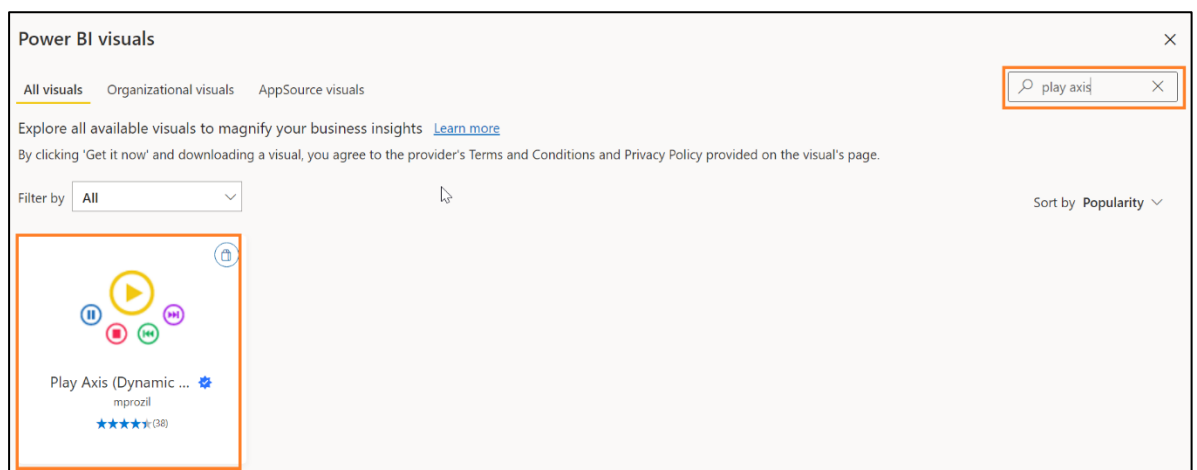 Power BI visuals
All visuals Organizational visuals AppSource visuals
play axis
Explore all available visuals to magnify your business insights Learn more
By clicking 'Get it now' and downloading a visual, you agree to the provider's Terms and Conditions and Privacy Policy provided on the visual's page.
Filter by All
Sort by Popularity
Play Axis (Dynamic ...
mprozil
(38)